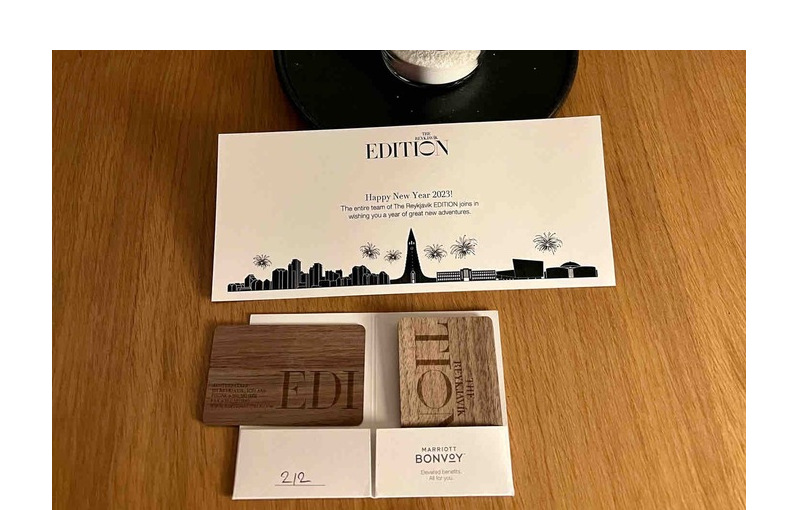 THE
REYKJAVIK
EDITION
Happy New Year 2023!
The entire team of The Reykjavik EDITION joins in
wishing you a year of great new adventures.
EDI
TIO
THE
REYKJAVIK
212
MARRIOTT
BONVOY
Elevated benefits.
All for you.